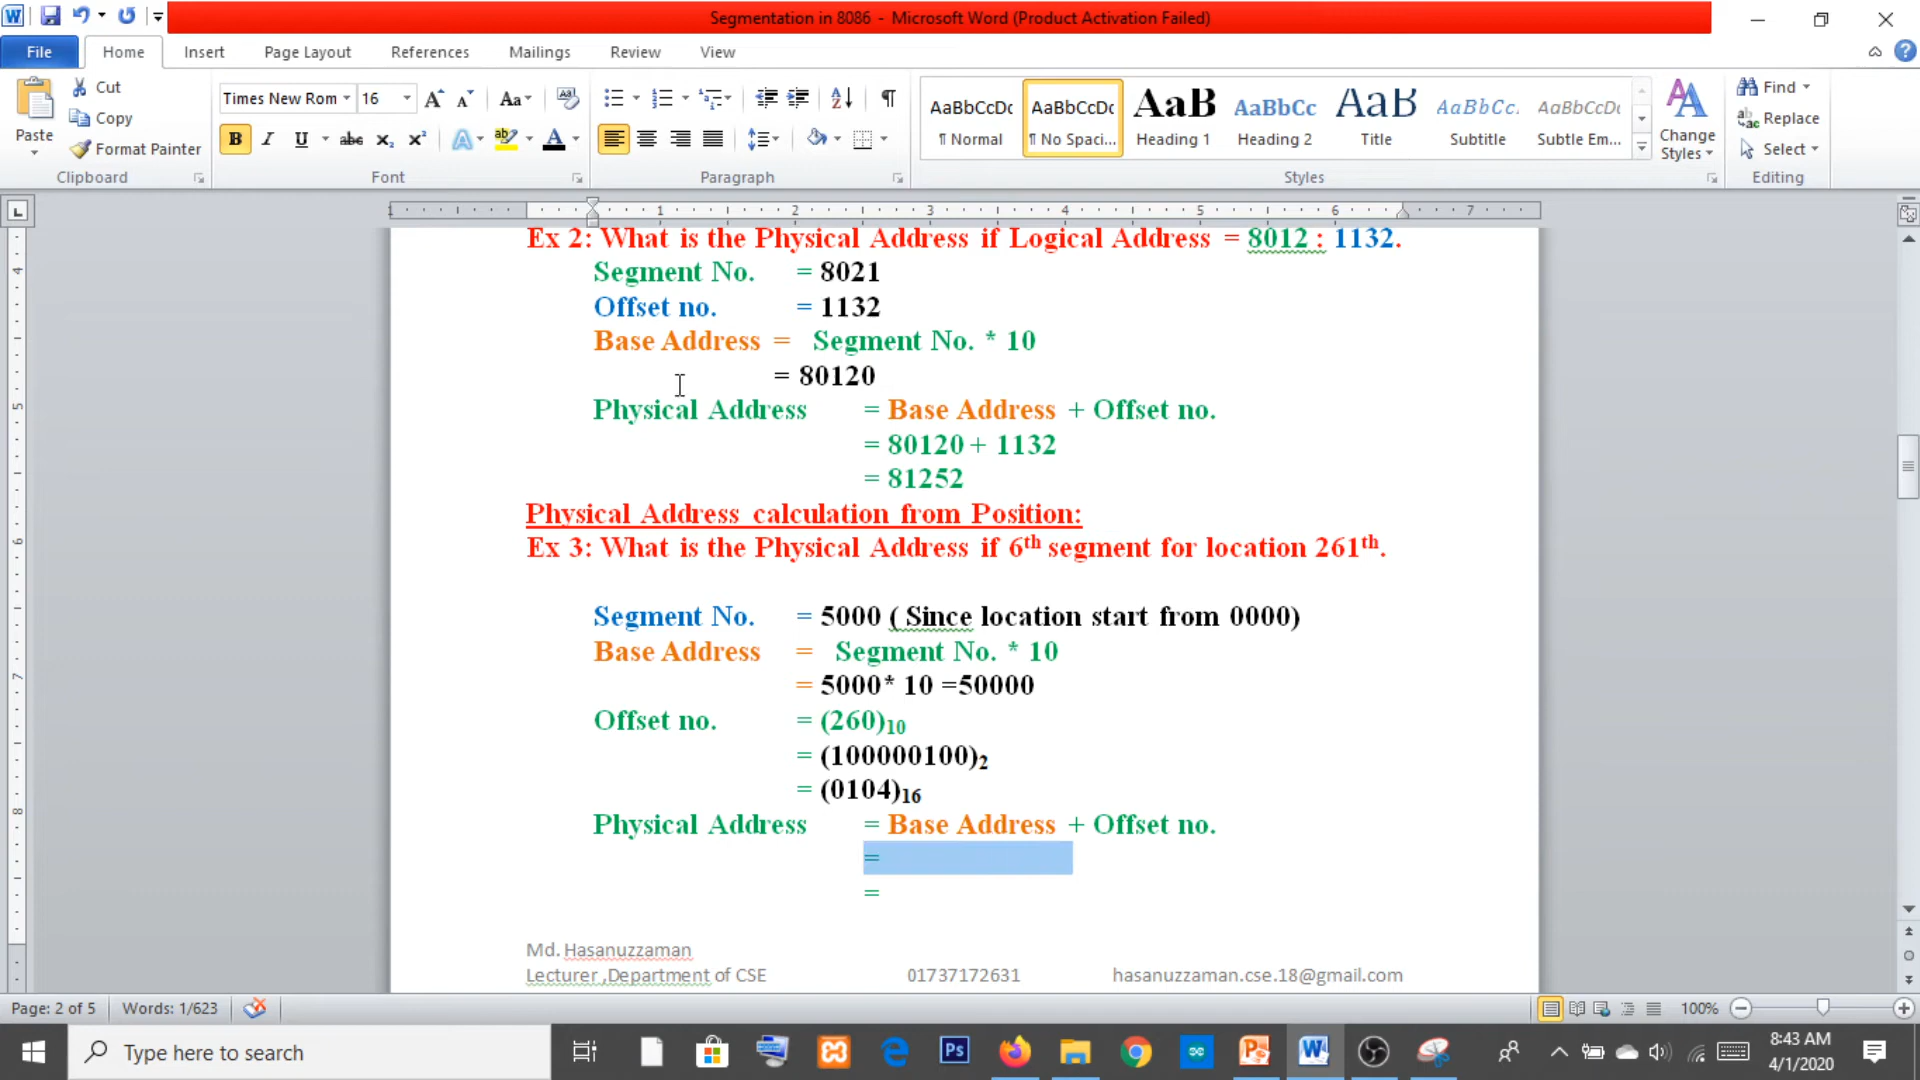 Segmentation in 8086 - Microsoft Word (Product Activation Failed)
File Home Insert Page Layout References Mailings Review View
Paste
Cut
Copy
Format Painter
Clipboard
Times New Rom 16
Font
Paragraph
AaBbCcDc AaBbCcDc AaB AaBbCc AaB AaBbCc. AaBbCcDc
¶ Normal ¶ No Spaci... Heading 1 Heading 2 Title Subtitle Subtle Em...
Change
Styles
Styles
Find
Replace
Select
Editing
1 1 2 3 4 5 6 7
Ex 2: What is the Physical Address if Logical Address = 8012 : 1132.
Segment No. = 8021
Offset no. = 1132
Base Address = Segment No. * 10
= 80120
Physical Address = Base Address + Offset no.
= 80120 + 1132
= 81252
Physical Address calculation from Position:
Ex 3: What is the Physical Address if 6th segment for location 261th.
Segment No. = 5000 ( Since location start from 0000)
Base Address = Segment No. * 10
= 5000* 10 =50000
Offset no. = (260)10
= (100000100)2
= (0104)16
Physical Address = Base Address + Offset no.
=
=
Md. Hasanuzzaman
Lecturer ,Department of CSE 01737172631 hasanuzzaman.cse.18@gmail.com
Page: 2 of 5 Words: 1/623 100%
Type here to search
8:43 AM
4/1/2020